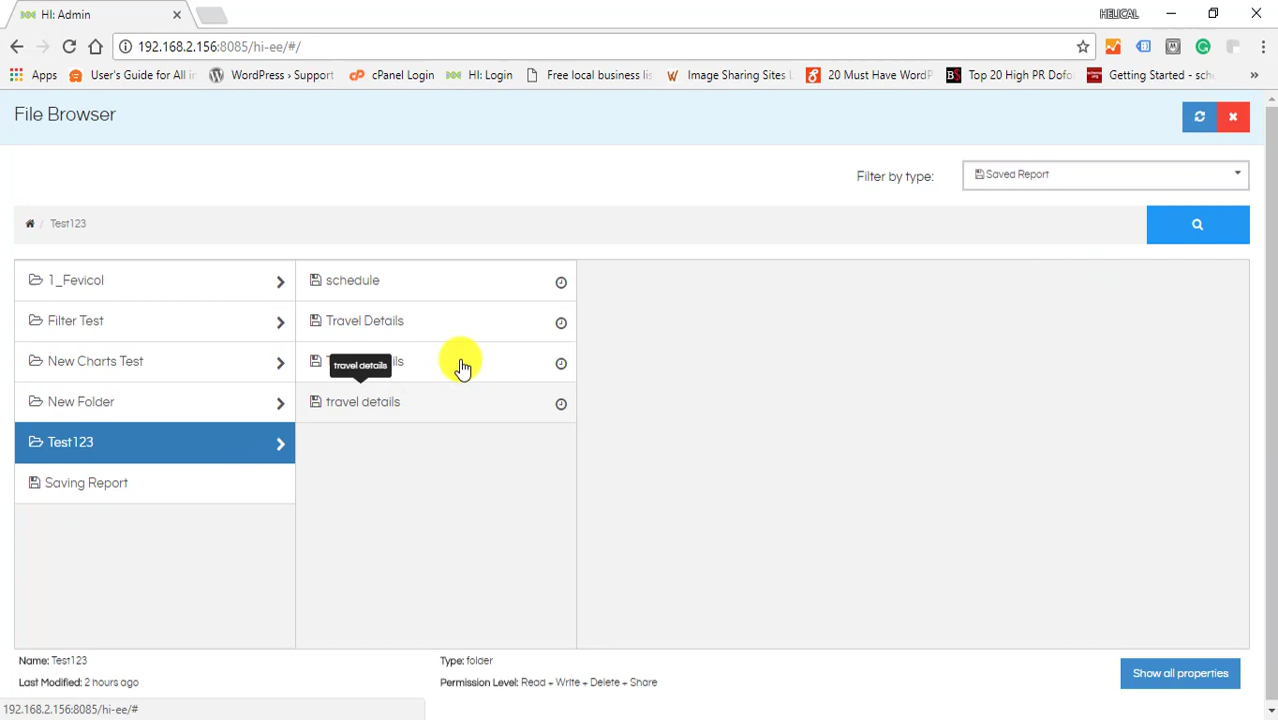 HI: Admin
HELICAL
192.168.2.156:8085/hi-ee/#/
Apps
User'S Guide for All in
WordPress › Support
cPanel Login
HI: Login
Free local business lis
Image Sharing Sites
20 Must Have WordP
Top 20 High PR Dofo
Getting Started - sche
»
File Browser
Filter by type:
Saved Report
/ Test123
1_Fevicol
schedule
Filter Test
Travel Details
New Charts Test
ils
travel details
New Folder
travel details
Test123
Saving Report
Name: Test123
Type: folder
Last Modified: 2 hours ago
Permission Level: Read + Write + Delete + Share
Show all properties
192.168.2.156:8085/hi-ee/#